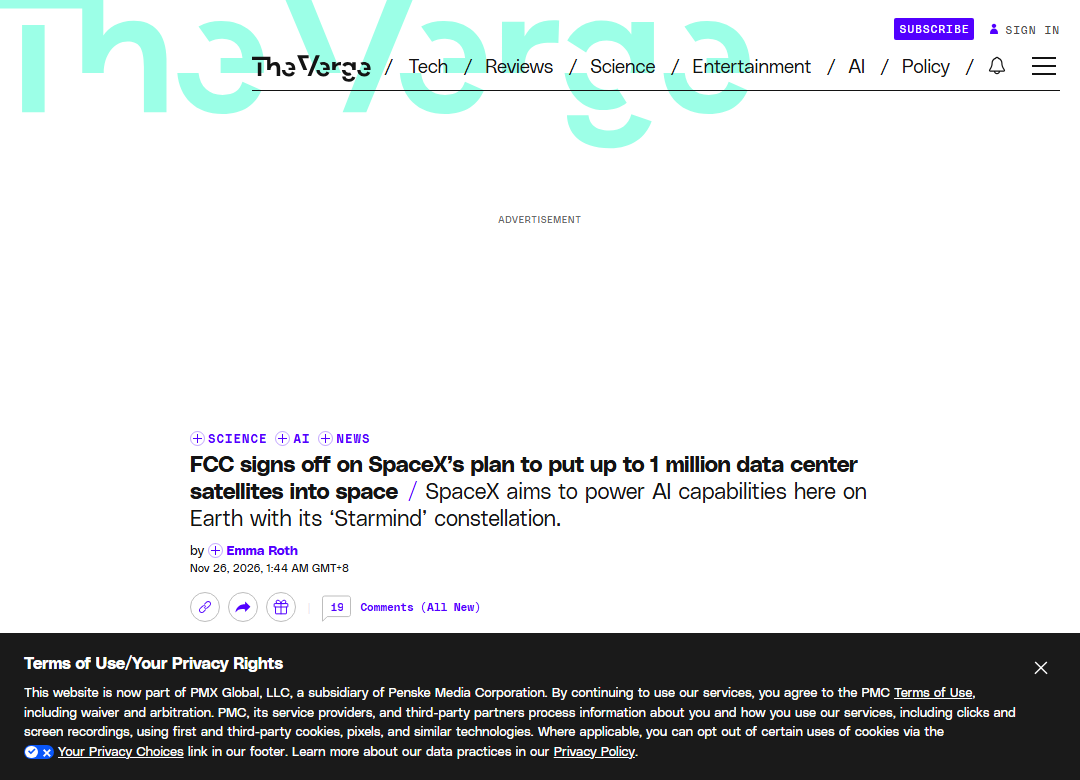 The Verge
SUBSCRIBE SIGN IN
The Verge / Tech / Reviews / Science / Entertainment / AI / Policy /
ADVERTISEMENT
SCIENCE AI NEWS
FCC signs off on SpaceX’s plan to put up to 1 million data center
satellites into space / SpaceX aims to power AI capabilities here on
Earth with its ‘Starmind’ constellation.
by Emma Roth
Nov 26, 2026, 1:44 AM GMT+8
19 Comments (All New)
Terms of Use/Your Privacy Rights
This website is now part of PMX Global, LLC, a subsidiary of Penske Media Corporation. By continuing to use our services, you agree to the PMC Terms of Use,
including waiver and arbitration. PMC, its service providers, and third-party partners process information about you and how you use our services, including clicks and
screen recordings, using first and third-party cookies, pixels, and similar technologies. Where applicable, you can opt out of certain uses of cookies via the
Your Privacy Choices link in our footer. Learn more about our data practices in our Privacy Policy.